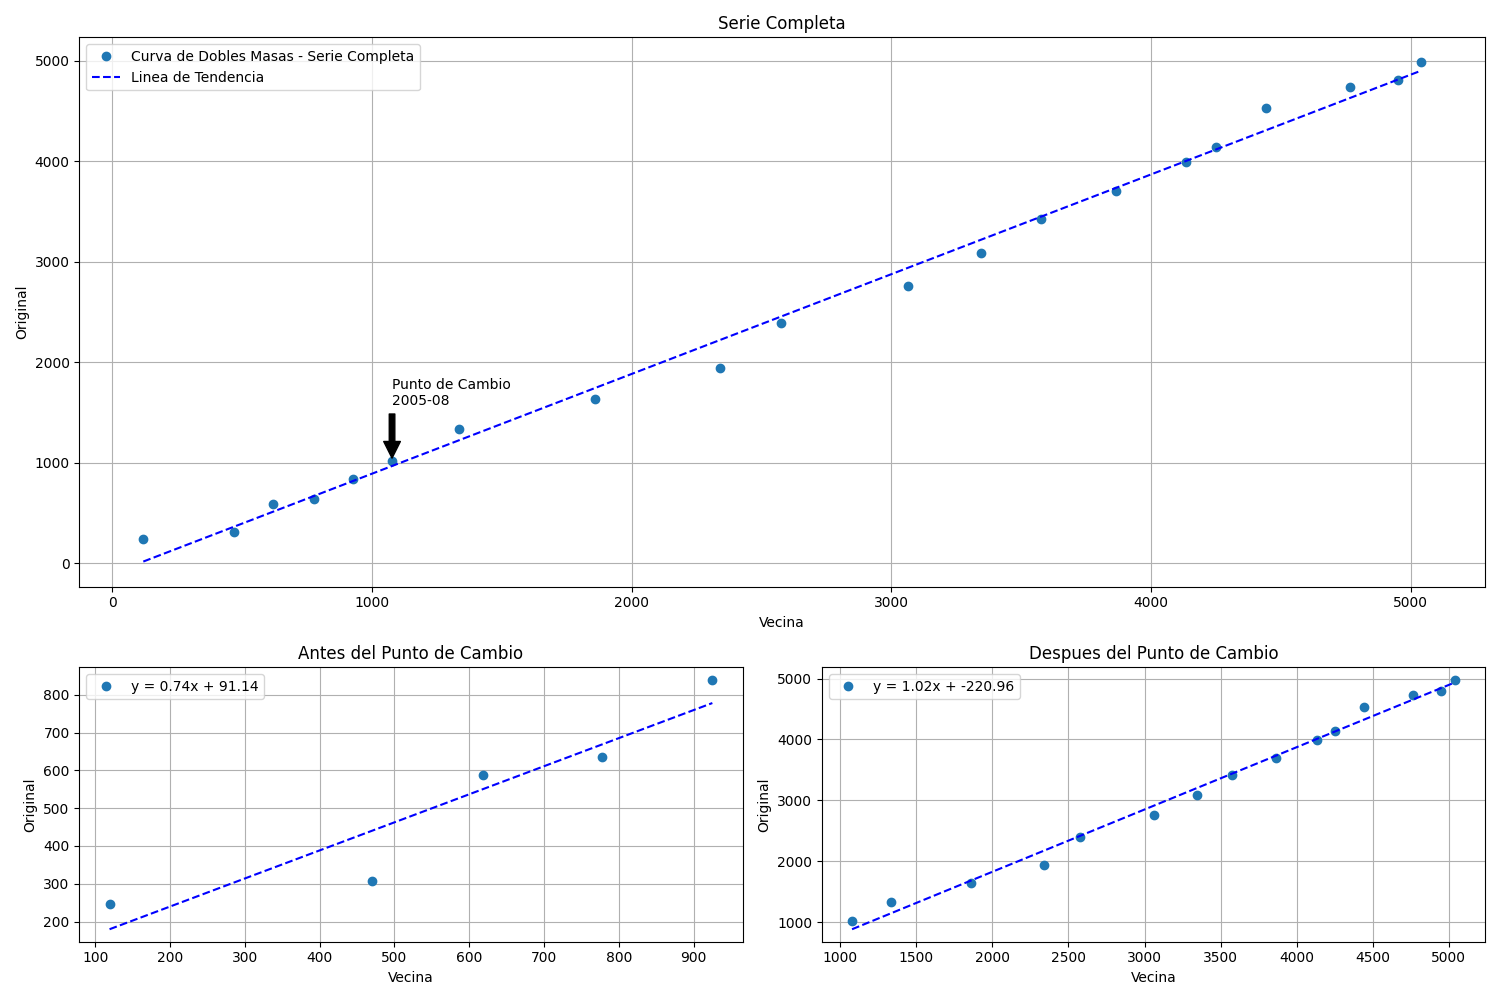 Serie Completa
Curva de Dobles Masas - Serie Completa
Linea de Tendencia
5000
4000
3000
2000
1000
0
Original
Punto de Cambio
2005-08
0 1000 2000 3000 4000 5000
Vecina
Antes del Punto de Cambio
y = 0.74x + 91.14
800
700
600
500
400
300
200
Original
100 200 300 400 500 600 700 800 900
Vecina
Despues del Punto de Cambio
y = 1.02x + -220.96
5000
4000
3000
2000
1000
Original
1000 1500 2000 2500 3000 3500 4000 4500 5000
Vecina